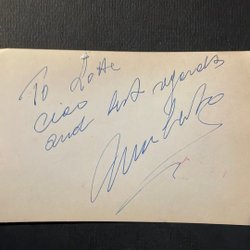 To Lotte
ciao
and best regards